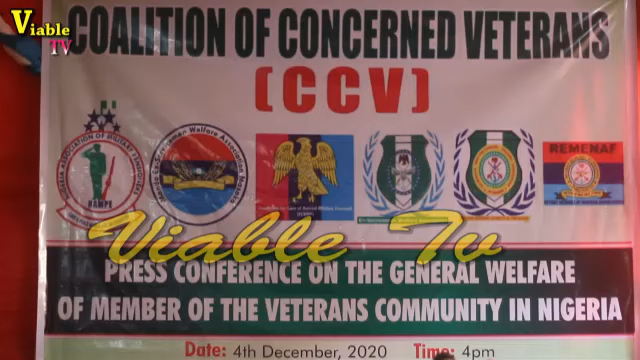 Viable
TV
COALITION OF CONCERNED VETERANS
(CCV)
NAMPE
REMENAF
Viable Tv
PRESS CONFERENCE ON THE GENERAL WELFARE
OF MEMBER OF THE VETERANS COMMUNITY IN NIGERIA
Date: 4th December, 2020 Time: 4pm